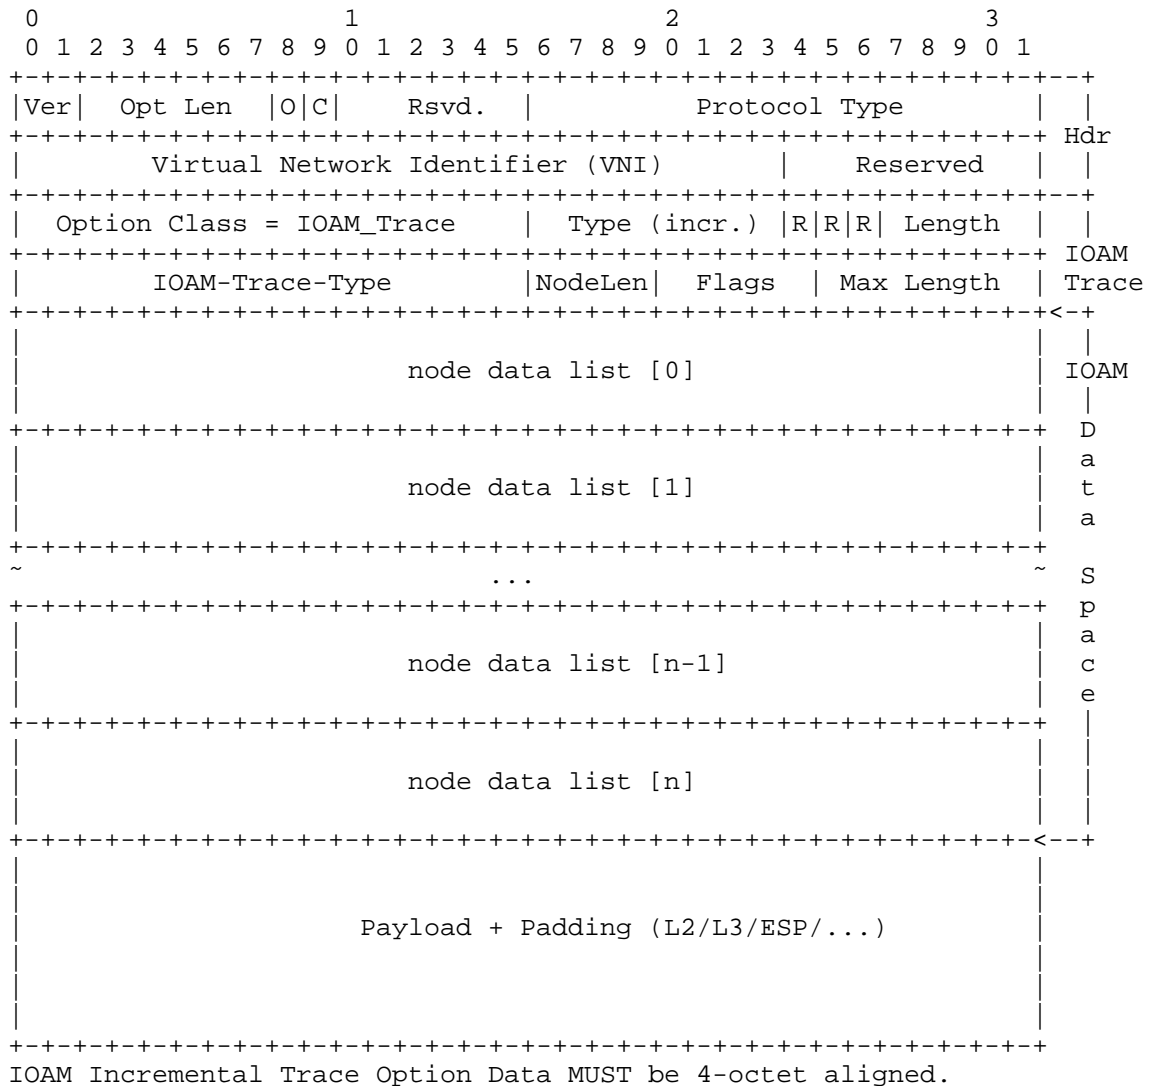 0                   1                   2                   3
 0 1 2 3 4 5 6 7 8 9 0 1 2 3 4 5 6 7 8 9 0 1 2 3 4 5 6 7 8 9 0 1
+-+-+-+-+-+-+-+-+-+-+-+-+-+-+-+-+-+-+-+-+-+-+-+-+-+-+-+-+-+-+-+-+--+
|Ver|  Opt Len  |O|C|    Rsvd.  |          Protocol Type        |  |
+-+-+-+-+-+-+-+-+-+-+-+-+-+-+-+-+-+-+-+-+-+-+-+-+-+-+-+-+-+-+-+-+ Hdr
|        Virtual Network Identifier (VNI)       |    Reserved   |  |
+-+-+-+-+-+-+-+-+-+-+-+-+-+-+-+-+-+-+-+-+-+-+-+-+-+-+-+-+-+-+-+-+--+
|  Option Class = IOAM_Trace    |  Type (incr.) |R|R|R| Length  |  |
+-+-+-+-+-+-+-+-+-+-+-+-+-+-+-+-+-+-+-+-+-+-+-+-+-+-+-+-+-+-+-+-+ IOAM
|        IOAM-Trace-Type        |NodeLen|  Flags  | Max Length  | Trace
+-+-+-+-+-+-+-+-+-+-+-+-+-+-+-+-+-+-+-+-+-+-+-+-+-+-+-+-+-+-+-+-+<-+
|                                                               |  |
|                        node data list [0]                     | IOAM
|                                                               |  |
+-+-+-+-+-+-+-+-+-+-+-+-+-+-+-+-+-+-+-+-+-+-+-+-+-+-+-+-+-+-+-+-+  D
|                                                               |  a
|                        node data list [1]                     |  t
|                                                               |  a
+-+-+-+-+-+-+-+-+-+-+-+-+-+-+-+-+-+-+-+-+-+-+-+-+-+-+-+-+-+-+-+-+
~                             ...                               ~  S
+-+-+-+-+-+-+-+-+-+-+-+-+-+-+-+-+-+-+-+-+-+-+-+-+-+-+-+-+-+-+-+-+  p
|                                                               |  a
|                        node data list [n-1]                   |  c
|                                                               |  e
+-+-+-+-+-+-+-+-+-+-+-+-+-+-+-+-+-+-+-+-+-+-+-+-+-+-+-+-+-+-+-+-+  |
|                                                               |  |
|                        node data list [n]                     |  |
|                                                               |  |
+-+-+-+-+-+-+-+-+-+-+-+-+-+-+-+-+-+-+-+-+-+-+-+-+-+-+-+-+-+-+-+-<--+
|                                                               |
|                                                               |
|                     Payload + Padding (L2/L3/ESP/...)         |
|                                                               |
|                                                               |
|                                                               |
+-+-+-+-+-+-+-+-+-+-+-+-+-+-+-+-+-+-+-+-+-+-+-+-+-+-+-+-+-+-+-+-+
IOAM Incremental Trace Option Data MUST be 4-octet aligned.